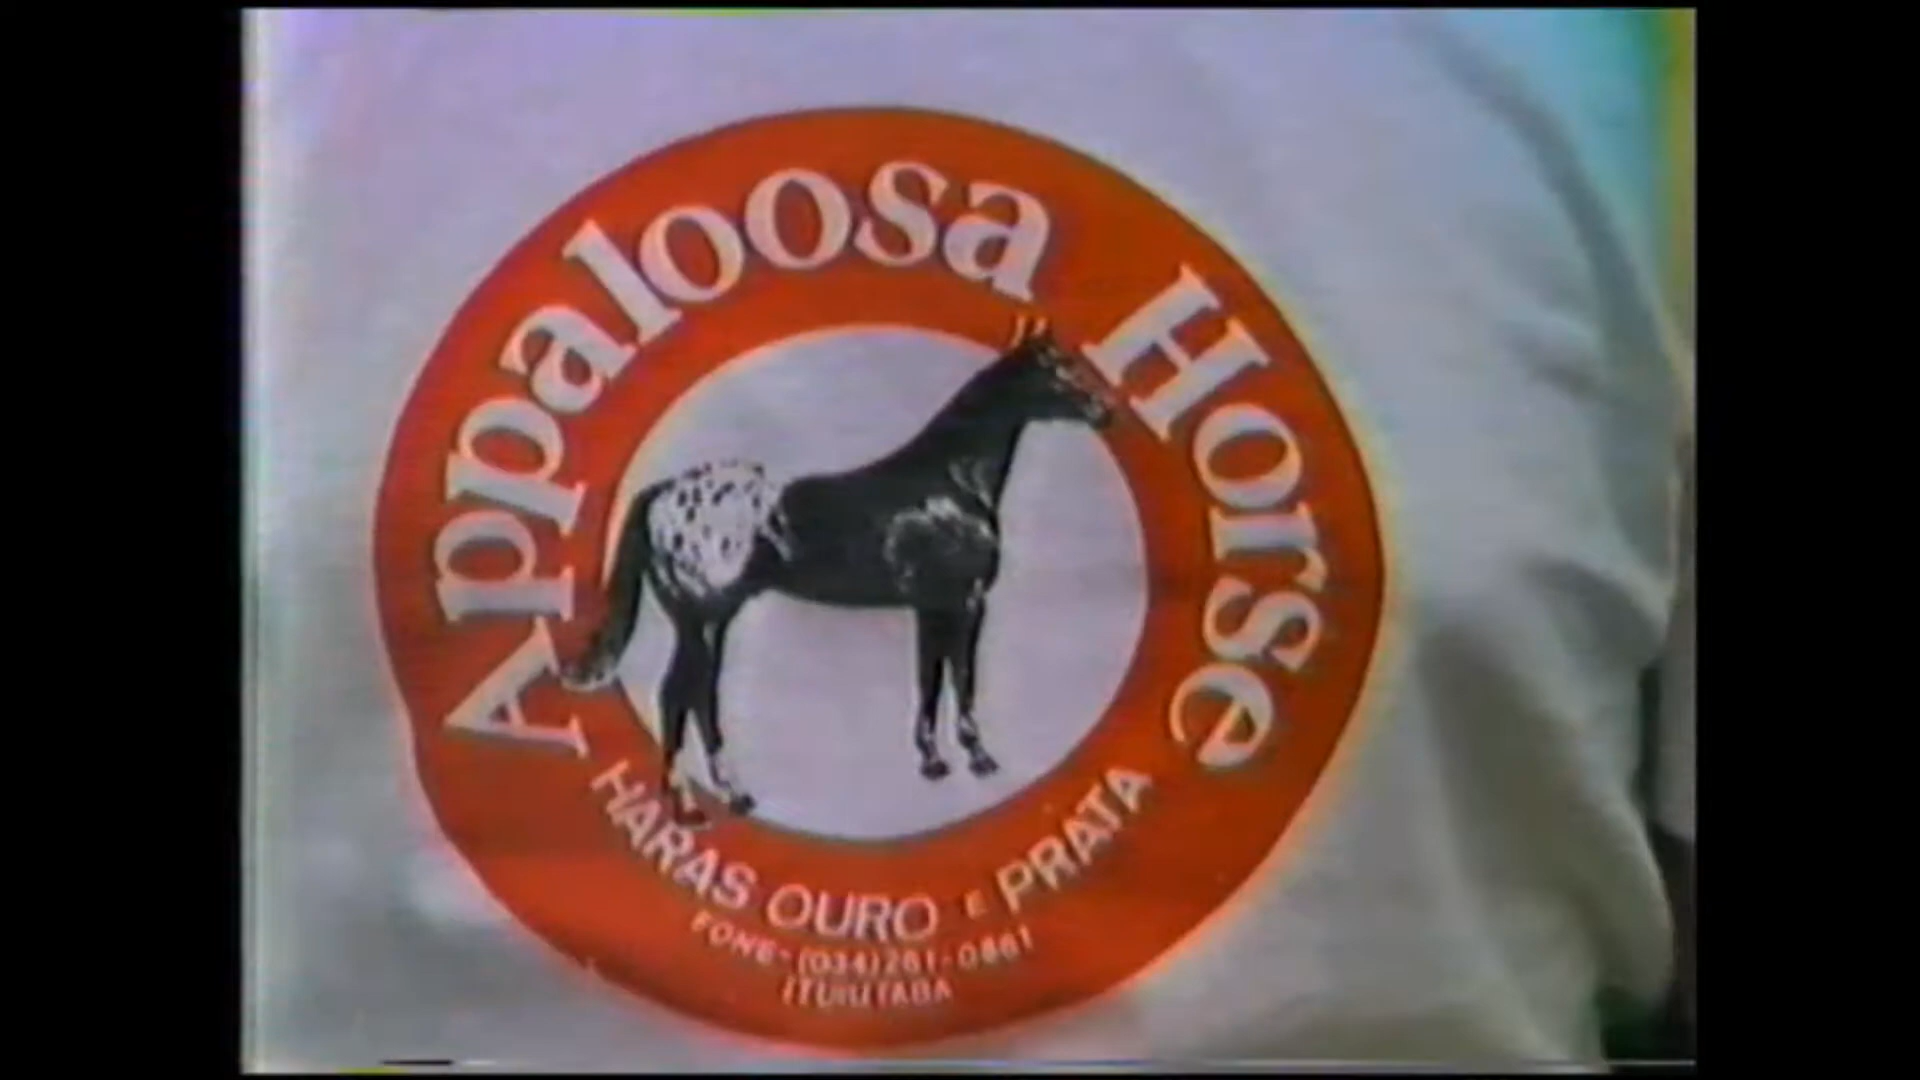 Appaloosa Horse
HARAS OURO E PRATA
FONE-(034)261-0861
ITUIUTABA